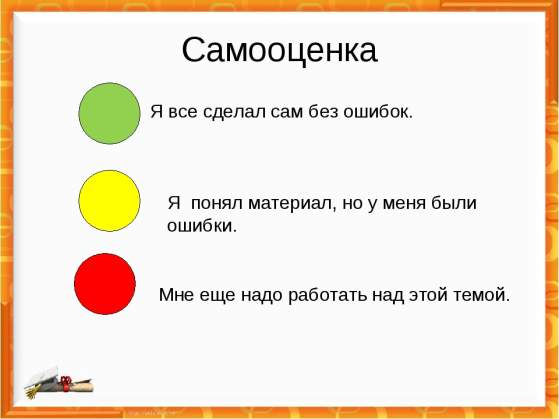 Самооценка
Я все сделал сам без ошибок.
Я понял материал, но у меня были
ошибки.
Мне еще надо работать над этой темой.